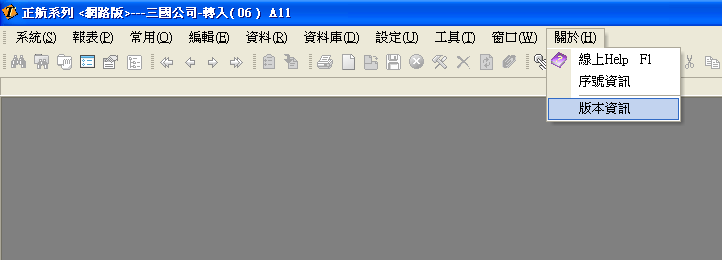 正航系列 <網路版>---三國公司-轉入(06) A11
系統(S) 報表(P) 常用(O) 編輯(E) 資料(R) 資料庫(D) 設定(U) 工具(T) 窗口(W) 關於(H)
線上Help F1
序號資訊
版本資訊